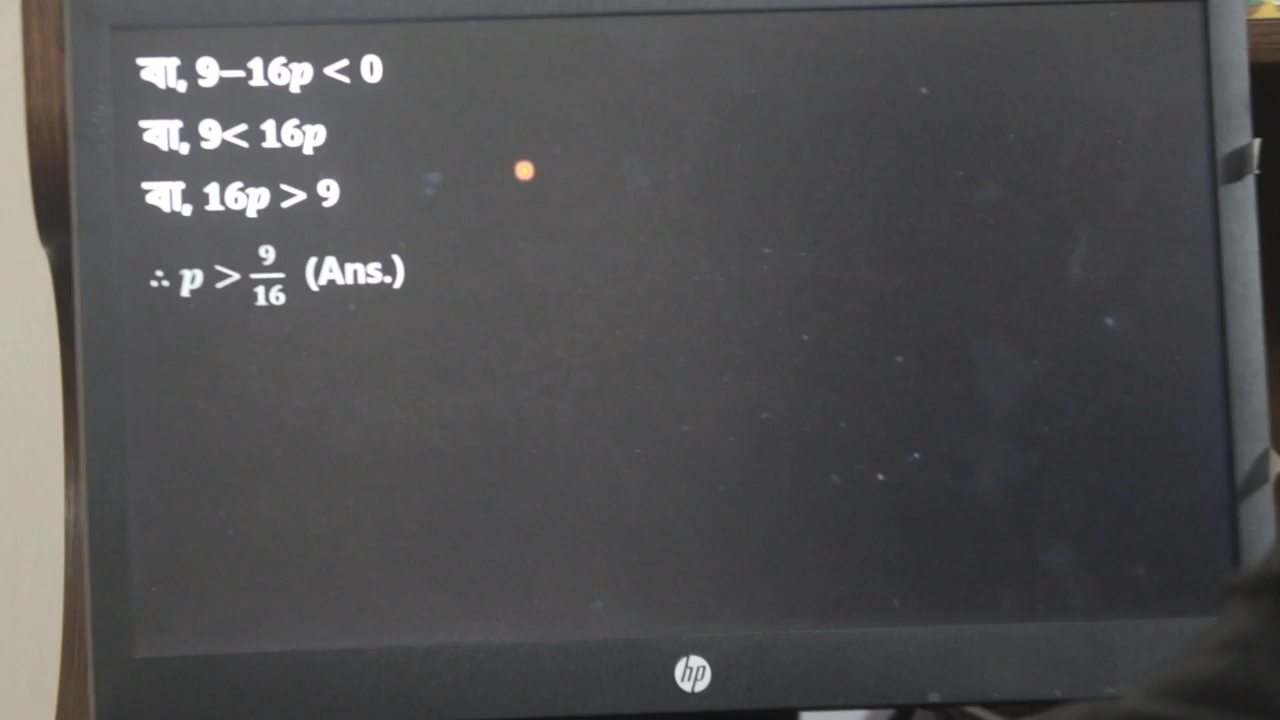 বা, 9−16p < 0
বা, 9< 16p
বা, 16p > 9
∴ p > 9/16 (Ans.)
hp